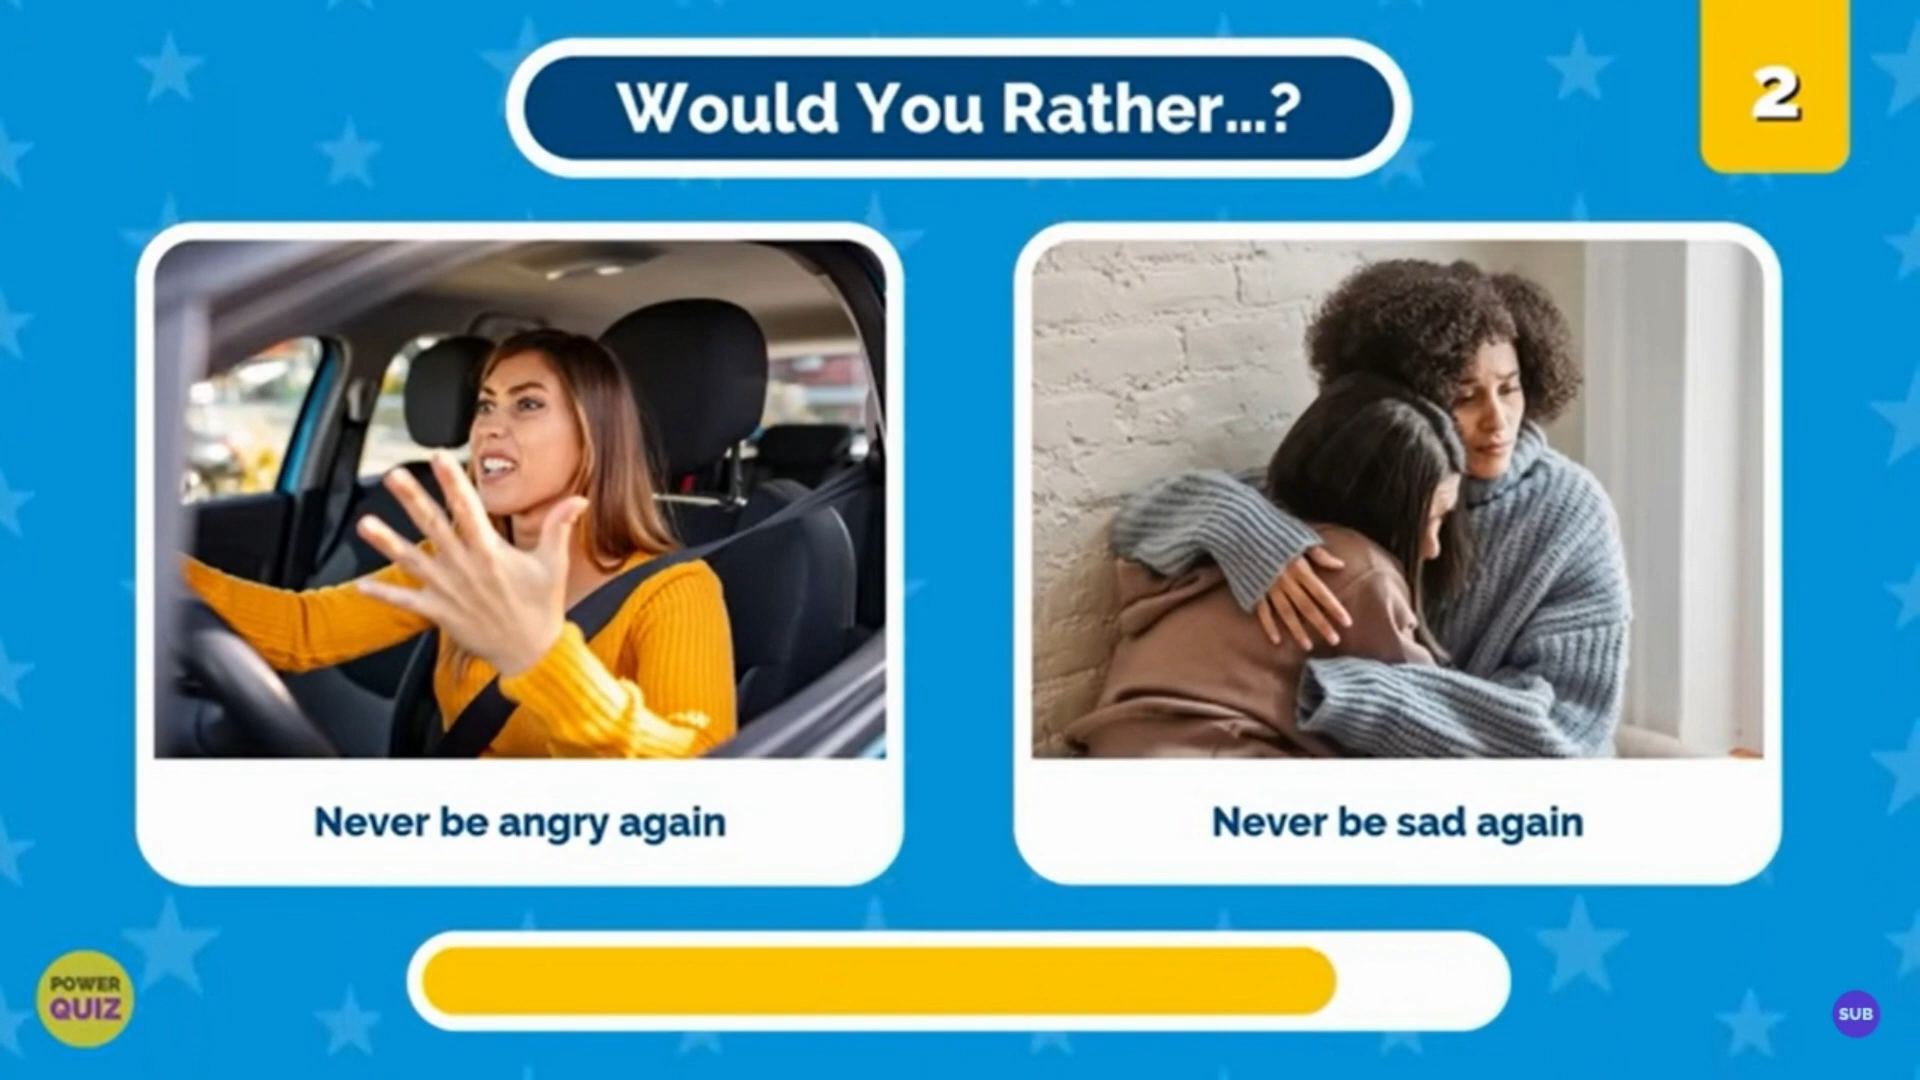 Would You Rather...?
2
Never be angry again
Never be sad again
POWER
QUIZ
SUB